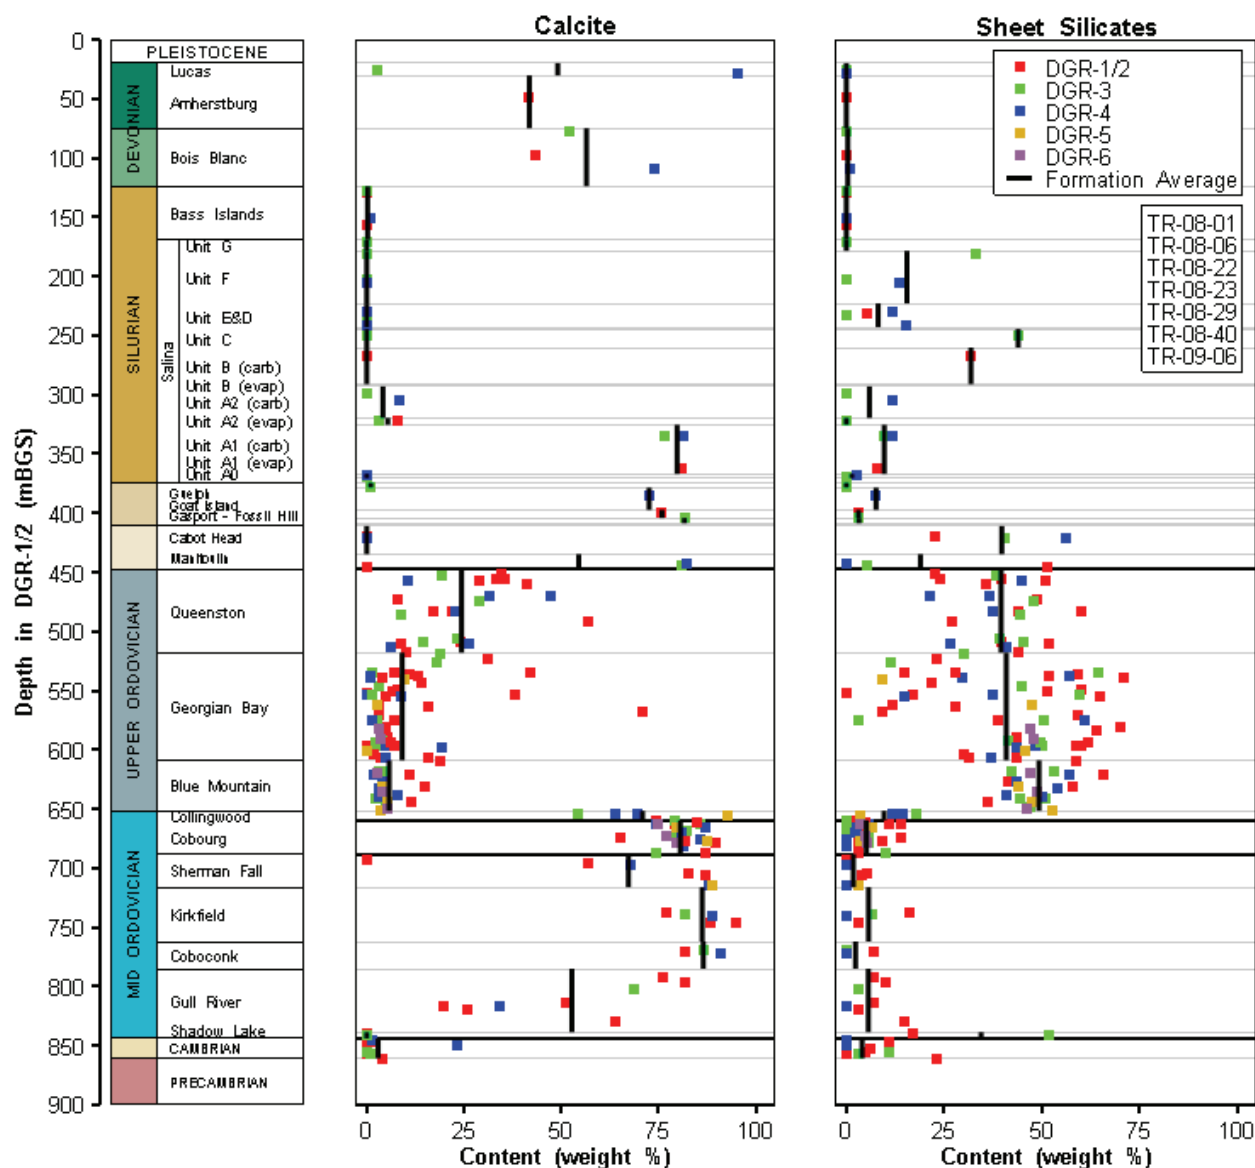 Calcite
Sheet Silicates
Depth in DGR-1/2 (mBGS)
0
50
100
150
200
250
300
350
400
450
500
550
600
650
700
750
800
850
900
PLEISTOCENE
DEVONIAN
Lucas
Amherstburg
Bois Blanc
SILURIAN
Bass Islands
Salina
Unit G
Unit F
Unit E&D
Unit C
Unit B (carb)
Unit B (evap)
Unit A2 (carb)
Unit A2 (evap)
Unit A1 (carb)
Unit A1 (evap)
Unit A0
Guelph
Goat Island
Gasport - Fossil Hill
Cabot Head
Manitoulin
UPPER ORDOVICIAN
Queenston
Georgian Bay
Blue Mountain
MID ORDOVICIAN
Collingwood
Cobourg
Sherman Fall
Kirkfield
Coboconk
Gull River
Shadow Lake
CAMBRIAN
PRECAMBRIAN
DGR-1/2
DGR-3
DGR-4
DGR-5
DGR-6
Formation Average
TR-08-01
TR-08-06
TR-08-22
TR-08-23
TR-08-29
TR-08-40
TR-09-06
0 25 50 75 100
Content (weight %)
0 25 50 75 100
Content (weight %)